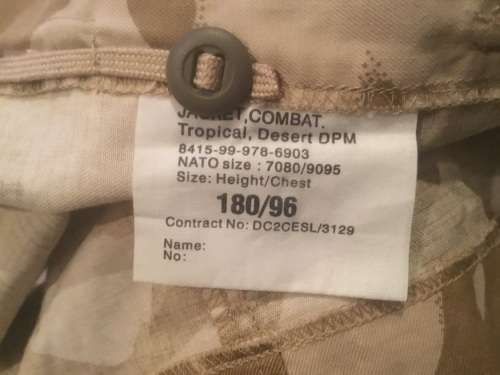 JACKET,COMBAT.
Tropical, Desert DPM
8415-99-978-6903
NATO size : 7080/9095
Size: Height/Chest
180/96
Contract No: DC2CESL/3129
Name:
No: